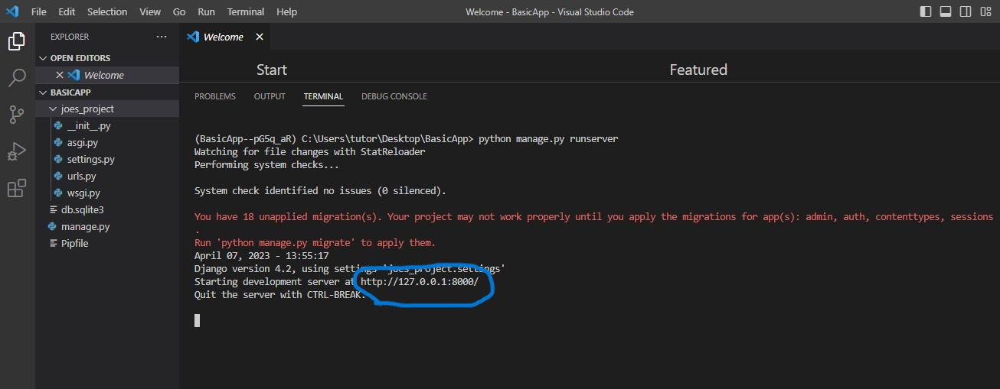 File Edit Selection View Go Run Terminal Help
Welcome - BasicApp - Visual Studio Code
EXPLORER
OPEN EDITORS
Welcome
BASICAPP
joes_project
__init__.py
asgi.py
settings.py
urls.py
wsgi.py
db.sqlite3
manage.py
Pipfile
Welcome
Start
Featured
PROBLEMS OUTPUT TERMINAL DEBUG CONSOLE
(BasicApp--pG5q_aR) C:\Users\tutor\Desktop\BasicApp> python manage.py runserver
Watching for file changes with StatReloader
Performing system checks...
System check identified no issues (0 silenced).
You have 18 unapplied migration(s). Your project may not work properly until you apply the migrations for app(s): admin, auth, contenttypes, sessions
.
Run 'python manage.py migrate' to apply them.
April 07, 2023 - 13:55:17
Django version 4.2, using settings 'joes_project.settings'
Starting development server at http://127.0.0.1:8000/
Quit the server with CTRL-BREAK.